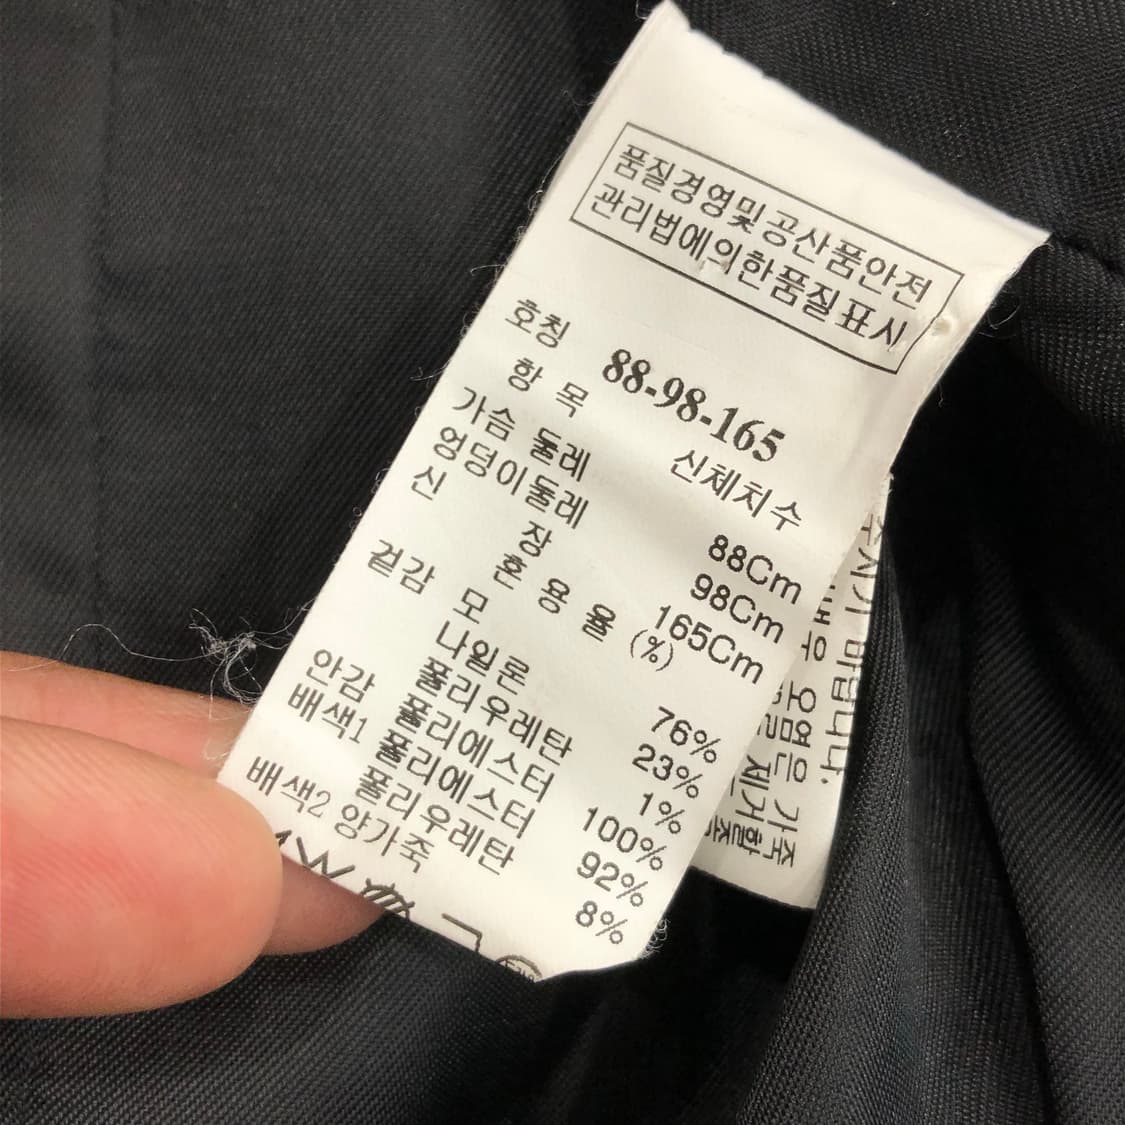 품질경영및공산품안전
관리법에의한품질표시
호칭 88-98-165
항 목 신체치수
가슴 둘레 88Cm
엉덩이둘레 98Cm
신 장 165Cm
혼 용 율 (%)
겉감 모 76%
나일론 23%
폴리우레탄 1%
안감 폴리에스터 100%
배색1 폴리에스터 92%
폴리우레탄 8%
배색2 양가죽